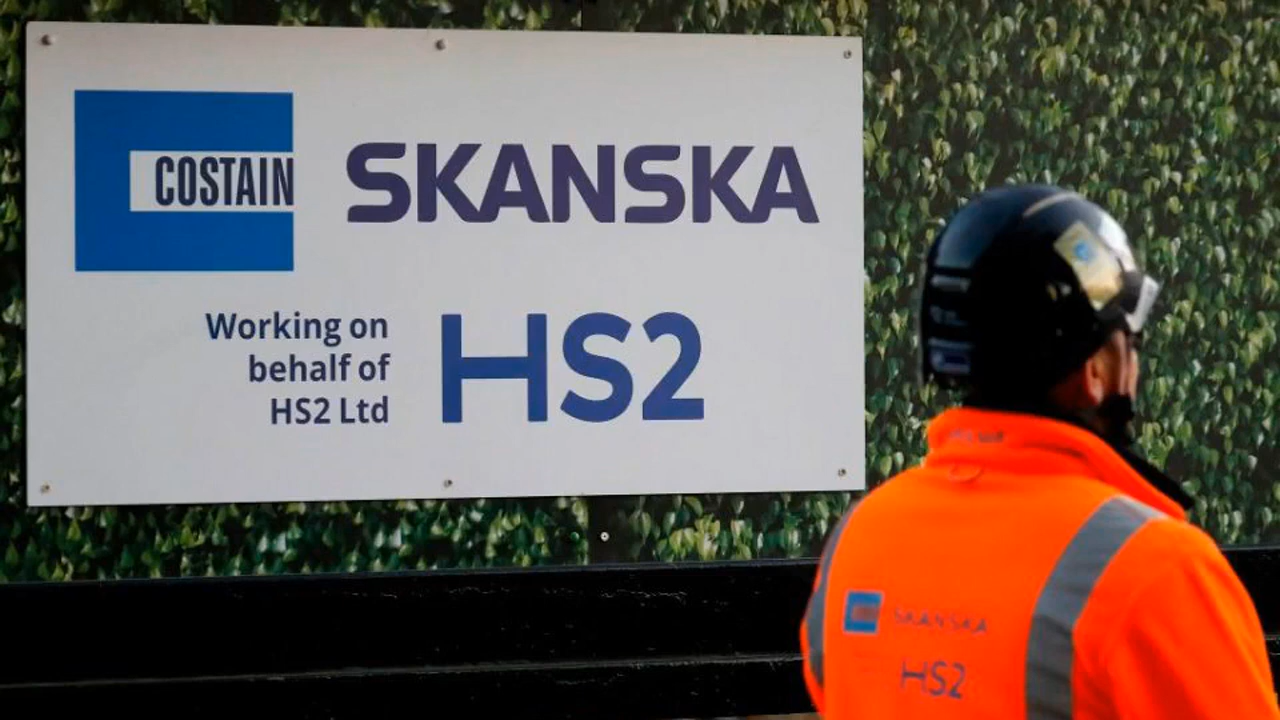 COSTAIN
SKANSKA
Working on
behalf of
HS2 Ltd
HS2
SKANSKA
HS2